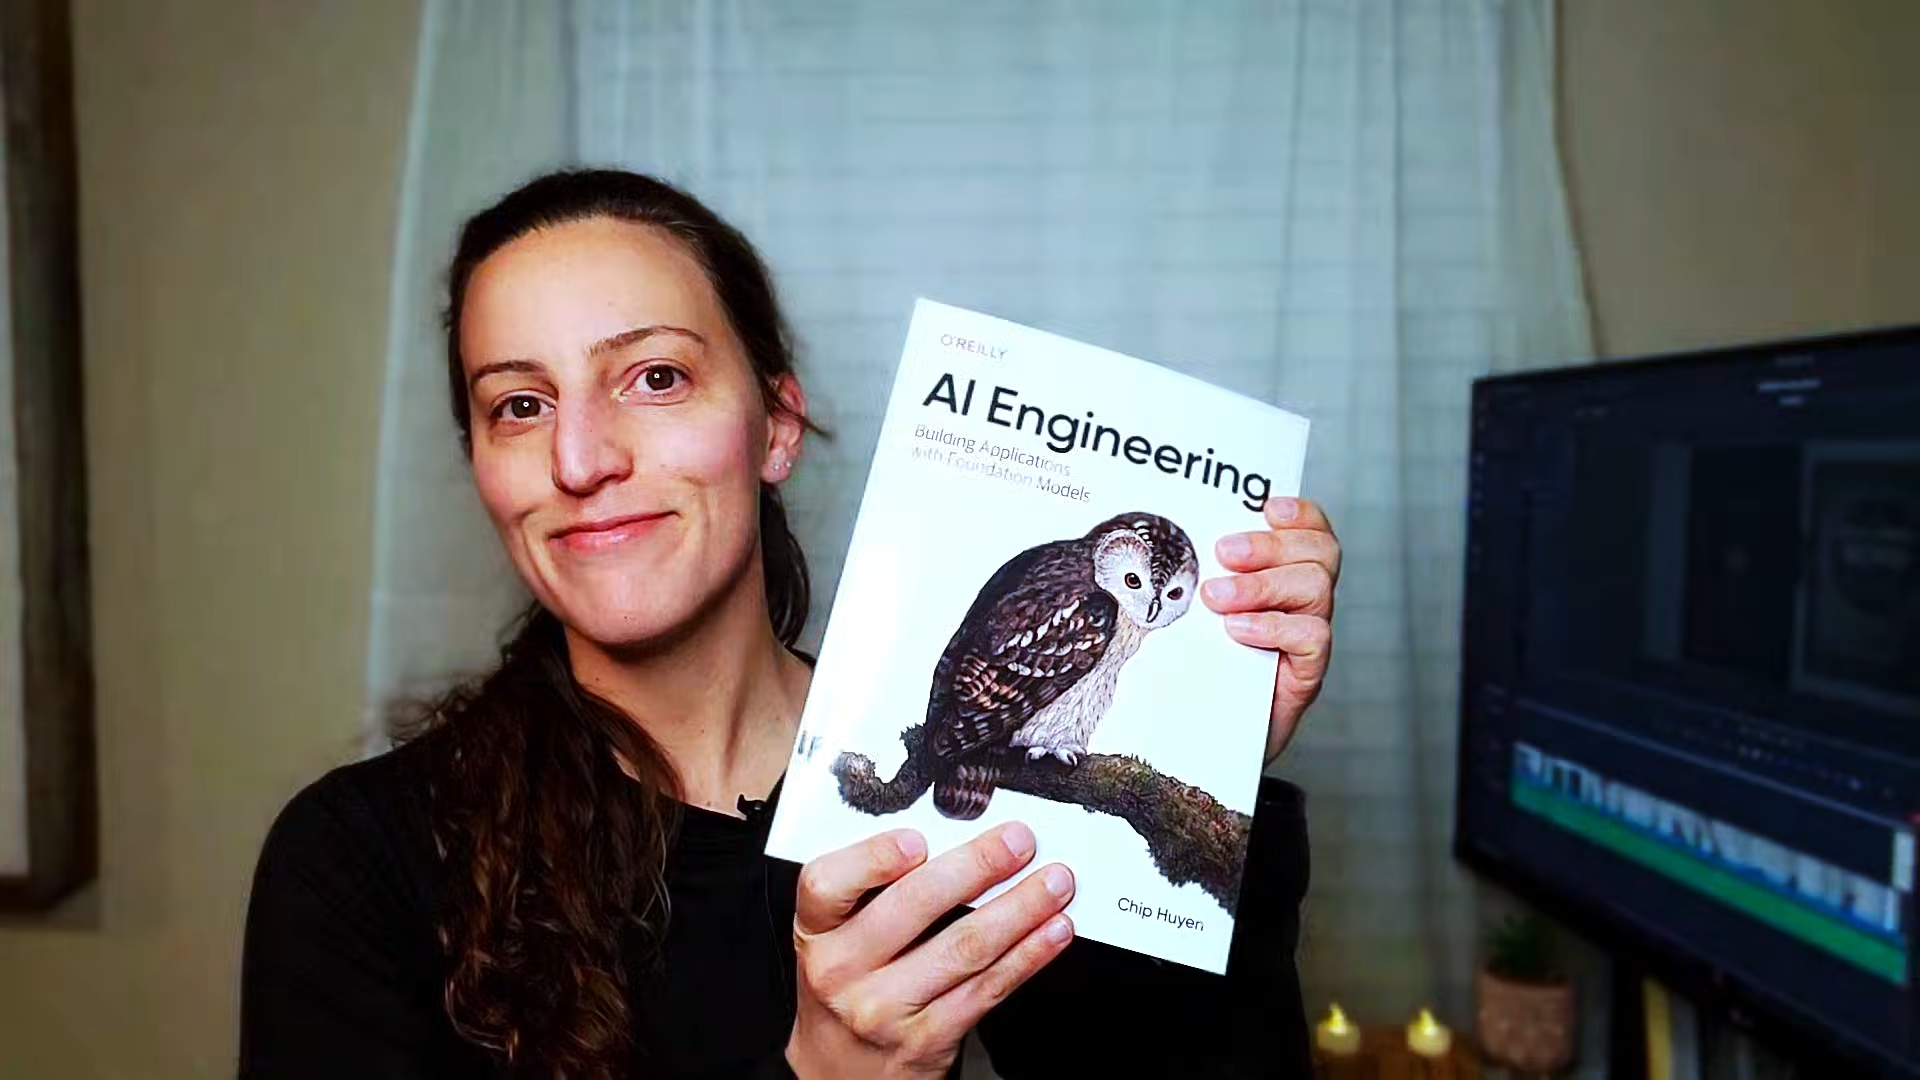 O'REILLY
AI Engineering
Building Applications
with Foundation Models
Chip Huyen